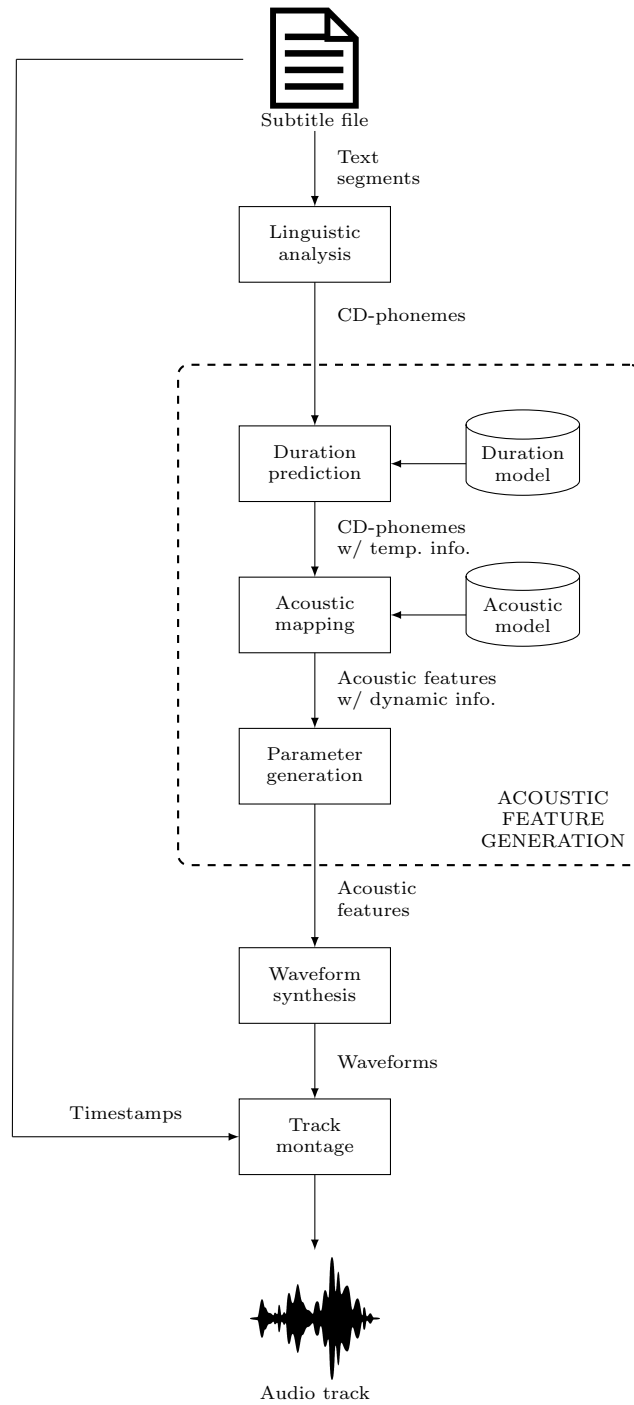 Subtitle file
Text
segments
Linguistic
analysis
CD-phonemes
Duration
prediction
Duration
model
CD-phonemes
w/ temp. info.
Acoustic
mapping
Acoustic
model
Acoustic features
w/ dynamic info.
Parameter
generation
ACOUSTIC
FEATURE
GENERATION
Acoustic
features
Waveform
synthesis
Waveforms
Timestamps
Track
montage
Audio track